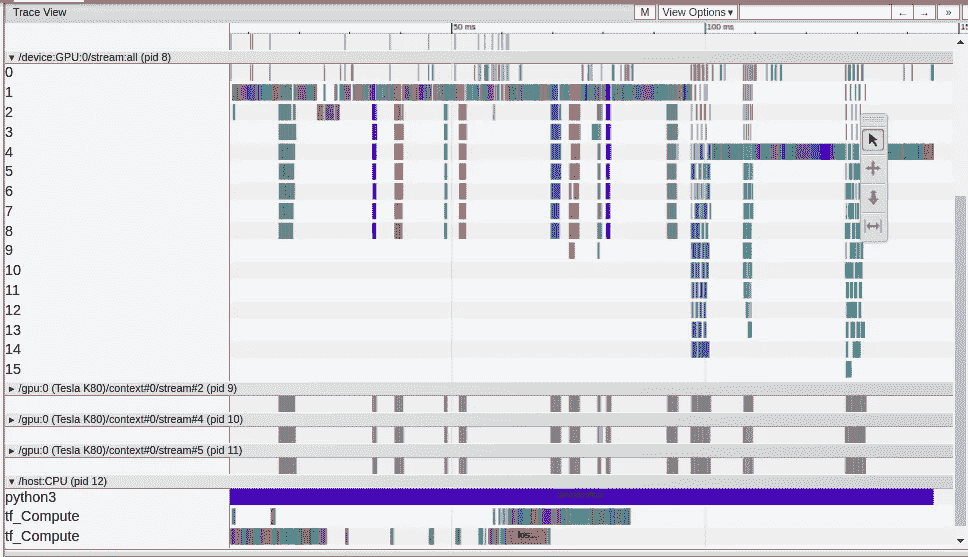 Trace View M View Options▾ ← → »
50 ms 100 ms 15
▾ /device:GPU:0/stream:all (pid 8)
0
1
2
3
4
5
6
7
8
9
10
11
12
13
14
15
▸ /gpu:0 (Tesla K80)/context#0/stream#2 (pid 9)
▸ /gpu:0 (Tesla K80)/context#0/stream#4 (pid 10)
▸ /gpu:0 (Tesla K80)/context#0/stream#5 (pid 11)
▾ /host:CPU (pid 12)
python3
tf_Compute
tf_Compute los...